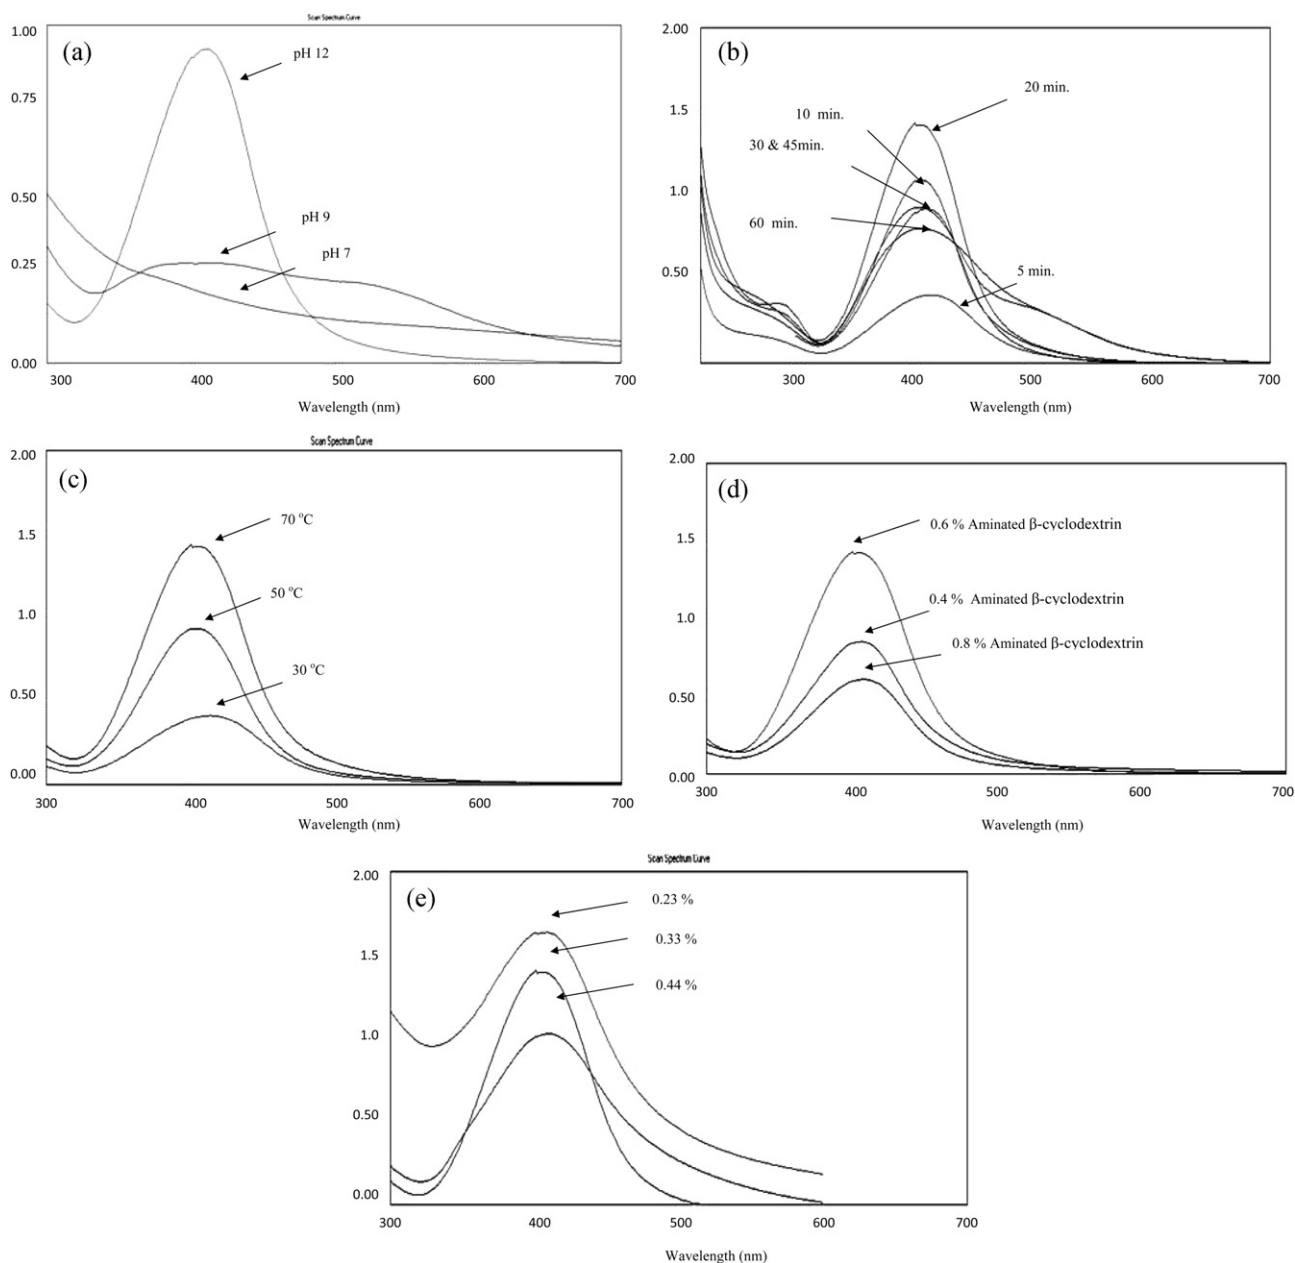 Scan Spectrum Curve
(a)
1.00
0.75
0.50
0.25
0.00
pH 12
pH 9
pH 7
300
400
500
600
700
Wavelength (nm)
(b)
2.00
1.5
1.0
0.50
20 min.
10 min.
30 & 45min.
60 min.
5 min.
300
400
500
600
700
Wavelength (nm)
Scan Spectrum Curve
(c)
2.00
1.5
1.0
0.50
0.00
70 °C
50 °C
30 °C
300
400
500
600
700
Wavelength (nm)
(d)
2.00
1.5
1.0
0.50
0.00
0.6 % Aminated β-cyclodextrin
0.4 % Aminated β-cyclodextrin
0.8 % Aminated β-cyclodextrin
300
400
500
600
700
Wavelength (nm)
Scan Spectrum Curve
(e)
2.00
1.5
1.0
0.50
0.00
0.23 %
0.33 %
0.44 %
300
400
500
600
700
Wavelength (nm)